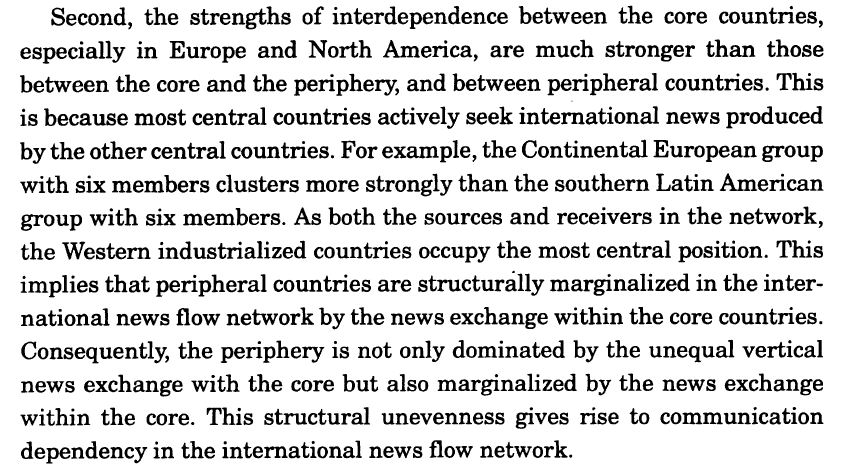 Second, the strengths of interdependence between the core countries,
especially in Europe and North America, are much stronger than those
between the core and the periphery, and between peripheral countries. This
is because most central countries actively seek international news produced
by the other central countries. For example, the Continental European group
with six members clusters more strongly than the southern Latin American
group with six members. As both the sources and receivers in the network,
the Western industrialized countries occupy the most central position. This
implies that peripheral countries are structurally marginalized in the inter-
national news flow network by the news exchange within the core countries.
Consequently, the periphery is not only dominated by the unequal vertical
news exchange with the core but also marginalized by the news exchange
within the core. This structural unevenness gives rise to communication
dependency in the international news flow network.